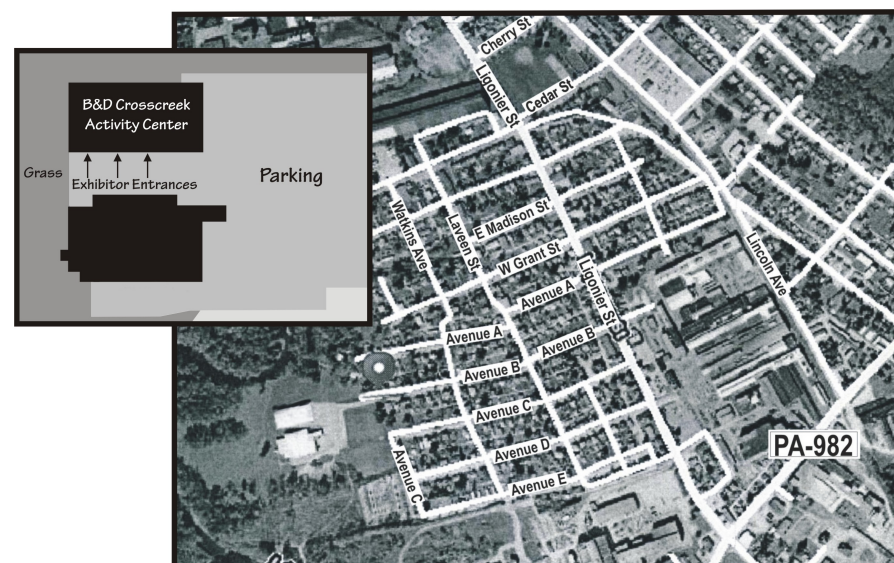 B&D Crosscreek
Activity Center
Grass
Exhibitor Entrances
Parking
Cherry St
Ligonier St
Cedar St
Watkins Ave
Laveen St
E Madison St
W Grant St
Lincoln Ave
Ligonier St
Avenue A
Avenue A
Avenue B
Avenue B
Avenue C
Avenue D
Avenue C
Avenue E
PA-982